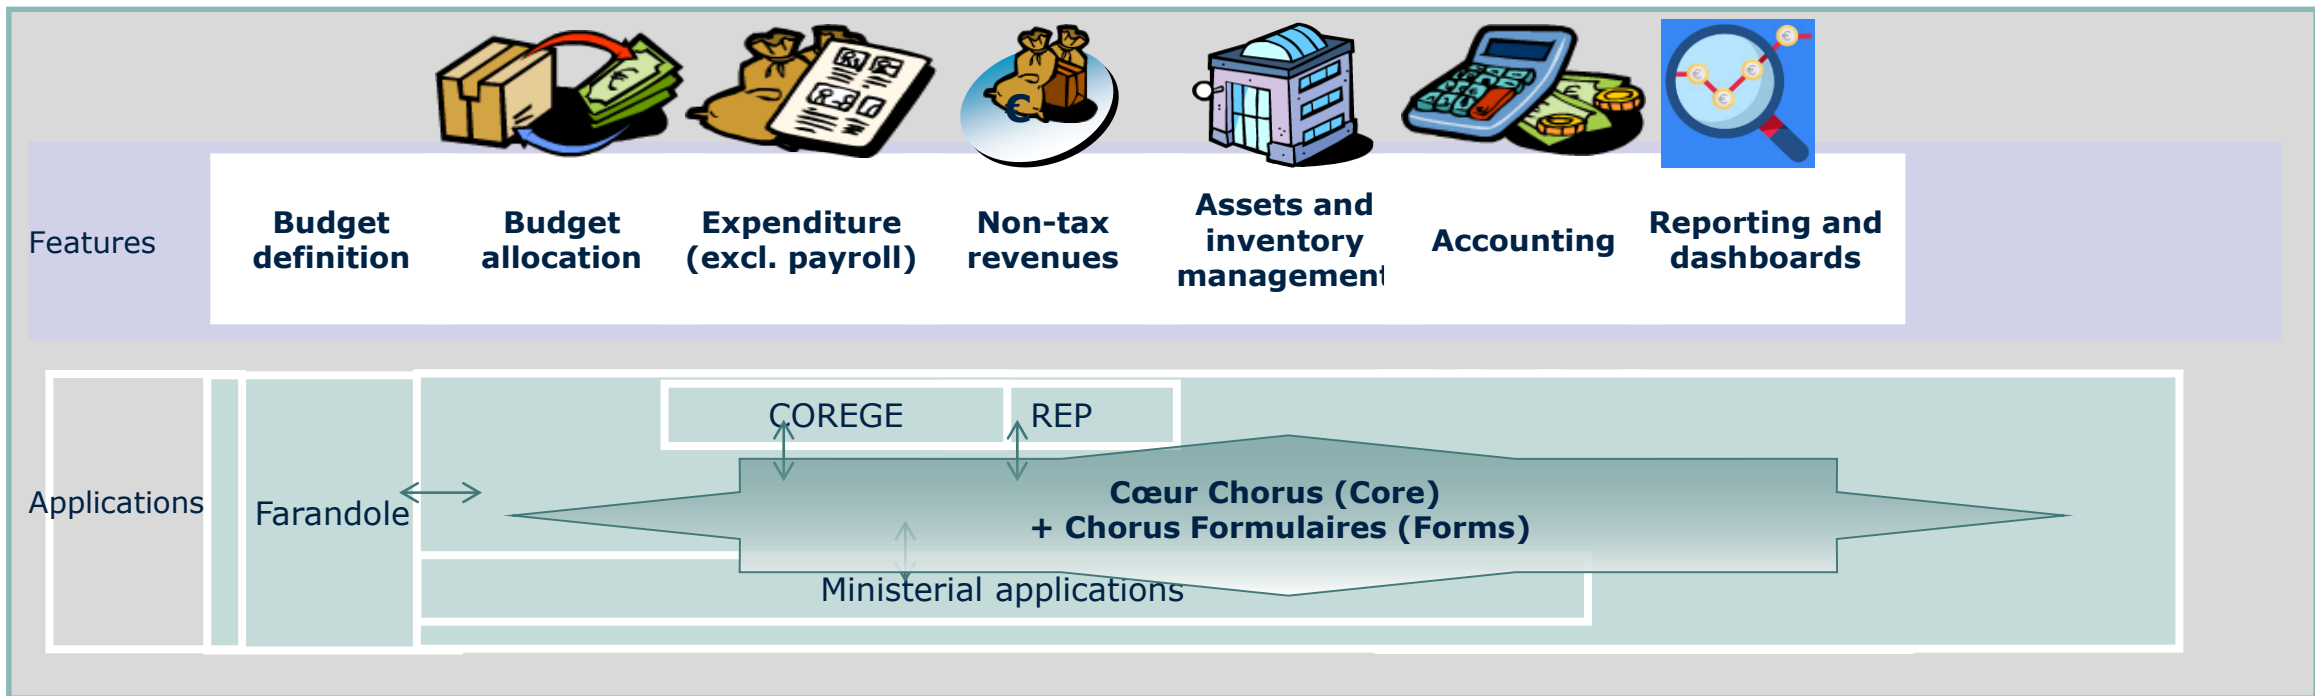 €
Features
Budget
definition
Budget
allocation
Expenditure
(excl. payroll)
Non-tax
revenues
Assets and
inventory
management
Accounting
Reporting and
dashboards
Applications
Farandole
COREGE
REP
Cœur Chorus (Core)
+ Chorus Formulaires (Forms)
Ministerial applications